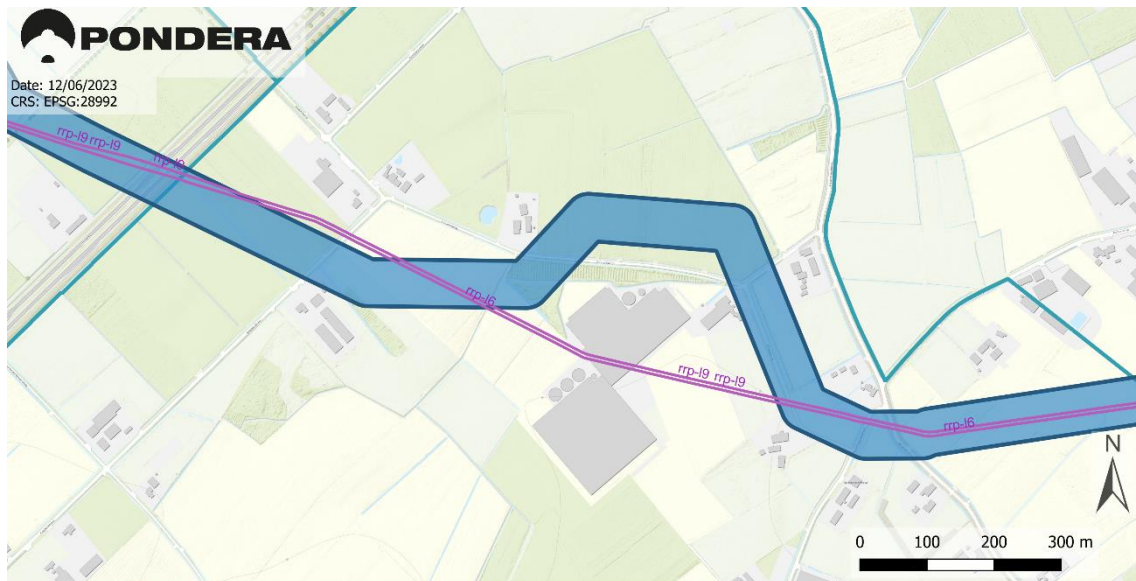 PONDERA
Date: 12/06/2023
CRS: EPSG:28992
rrp-l9 rrp-l9
rrp-l9
rrp-l6
rrp-l9 rrp-l9
rrp-l6
N
0 100 200 300 m